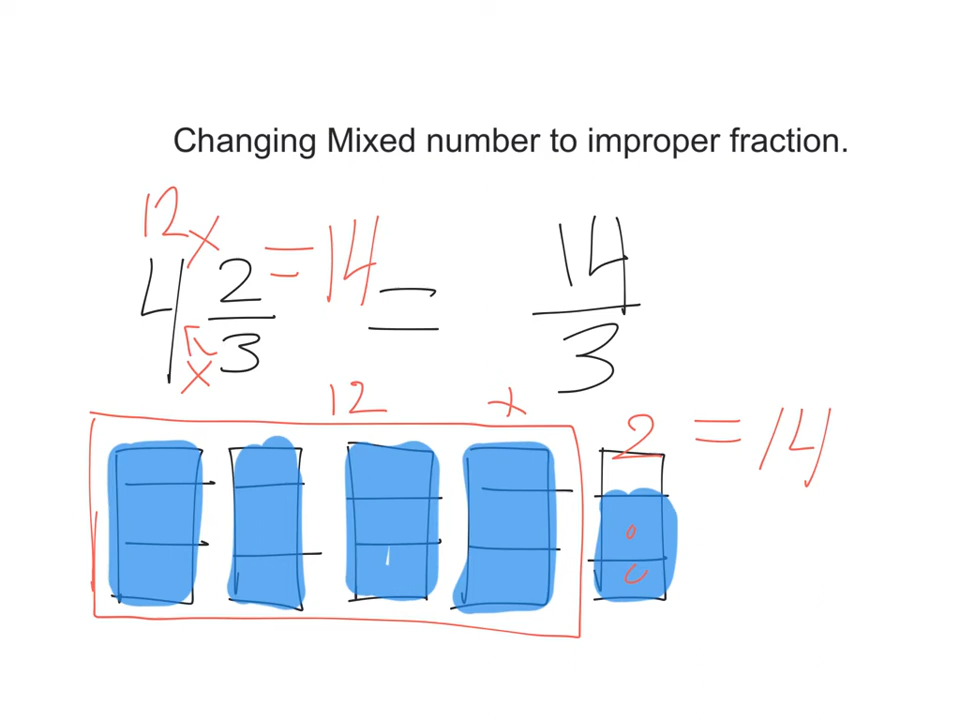 Changing Mixed number to improper fraction.
12 +
4 2/3 = 14 = 14/3
x
12 + 2 = 14